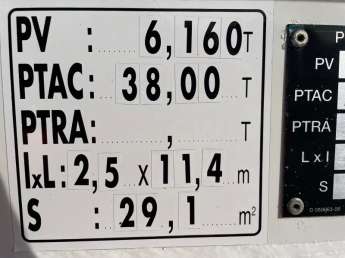 PV : 6,160 T
PTAC: 38,00 T
PTRA: , T
lxL: 2,5 x 11,4 m
S : 29,1 m²
PV
PTAC
PTRA
L x l
S